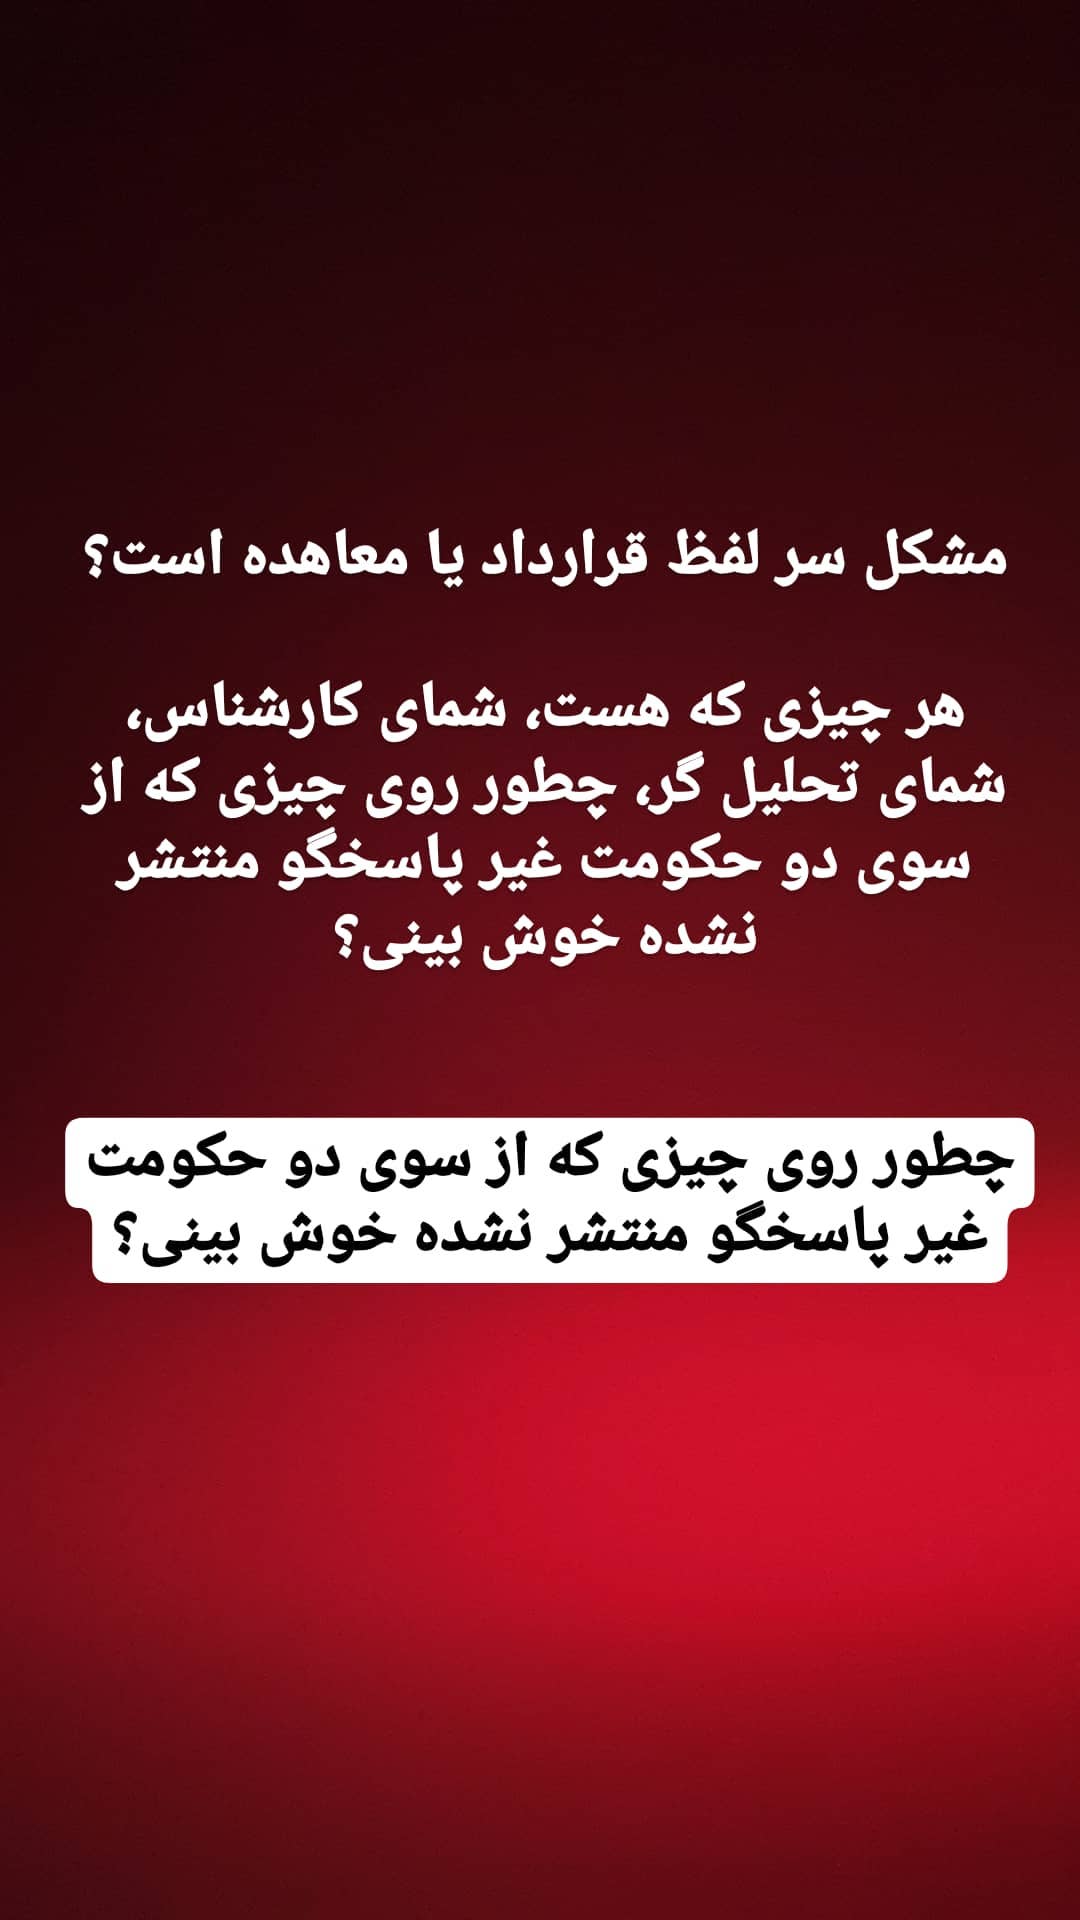 مشکل سر لفظ قرارداد یا معاهده است؟
هر چیزی که هست، شمای کارشناس،
شمای تحلیل گر، چطور روی چیزی که از
سوی دو حکومت غیر پاسخگو منتشر
نشده خوش بینی؟
چطور روی چیزی که از سوی دو حکومت
غیر پاسخگو منتشر نشده خوش بینی؟